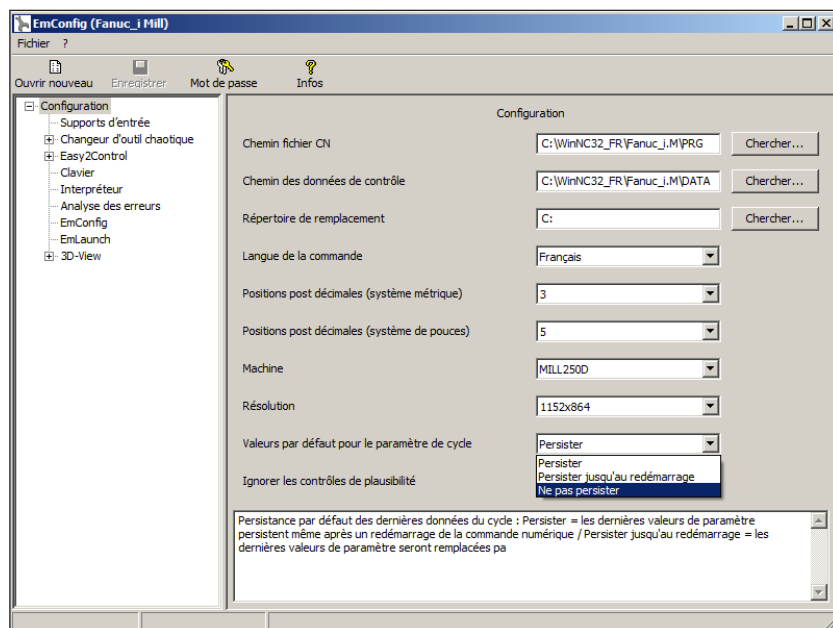 EmConfig (Fanuc_i Mill)
Fichier ?
Ouvrir nouveau Enregistrer Mot de passe Infos
Configuration
Supports d'entrée
Changeur d'outil chaotique
Easy2Control
Clavier
Interpréteur
Analyse des erreurs
EmConfig
EmLaunch
3D-View
Configuration
Chemin fichier CN C:\WinNC32_FR\Fanuc_i.M\PRG Chercher...
Chemin des données de contrôle C:\WinNC32_FR\Fanuc_i.M\DATA Chercher...
Répertoire de remplacement C: Chercher...
Langue de la commande Français
Positions post décimales (système métrique) 3
Positions post décimales (système de pouces) 5
Machine MILL250D
Résolution 1152x864
Valeurs par défaut pour le paramètre de cycle Persister
Persister
Persister jusqu'au redémarrage
Ne pas persister
Ignorer les contrôles de plausibilité
Persistance par défaut des dernières données du cycle : Persister = les dernières valeurs de paramètre
persistent même après un redémarrage de la commande numérique / Persister jusqu'au redémarrage = les
dernières valeurs de paramètre seront remplacées pa